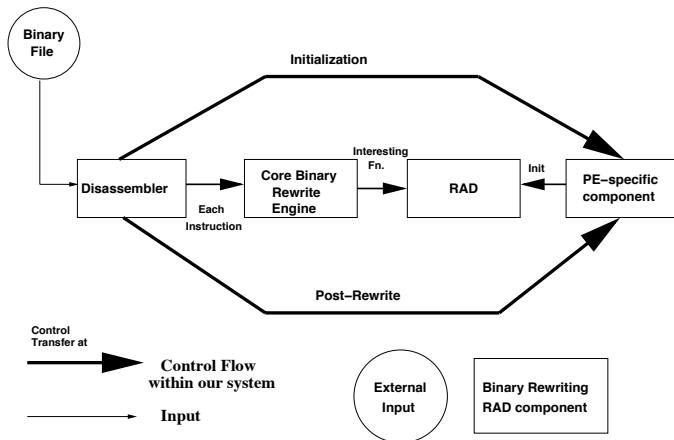 Binary
File
Initialization
Disassembler
Each
Instruction
Core Binary
Rewrite
Engine
Interesting
Fn.
RAD
Init
PE-specific
component
Post-Rewrite
Control
Transfer at
Control Flow
within our system
Input
External
Input
Binary Rewriting
RAD component